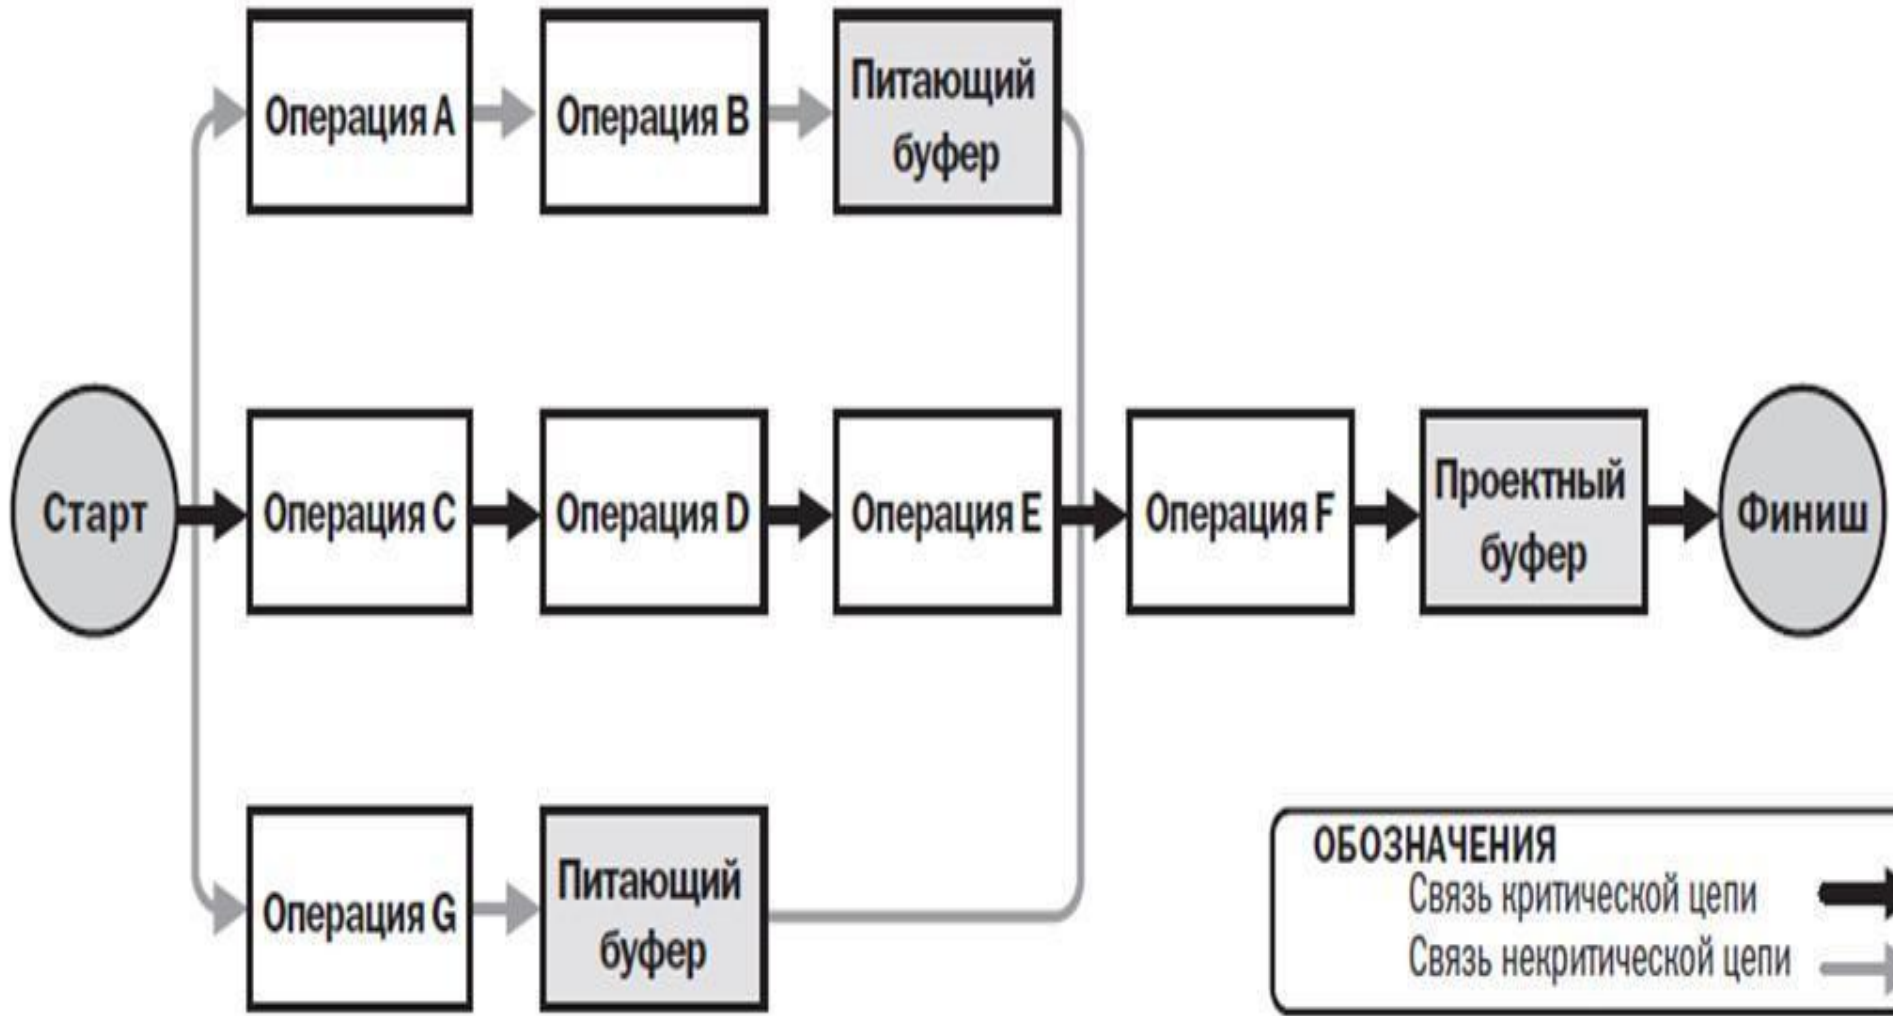 Операция A
Операция B
Питающий
буфер
Старт
Операция C
Операция D
Операция E
Операция F
Проектный
буфер
Финиш
Операция G
Питающий
буфер
ОБОЗНАЧЕНИЯ
Связь критической цепи
Связь некритической цепи